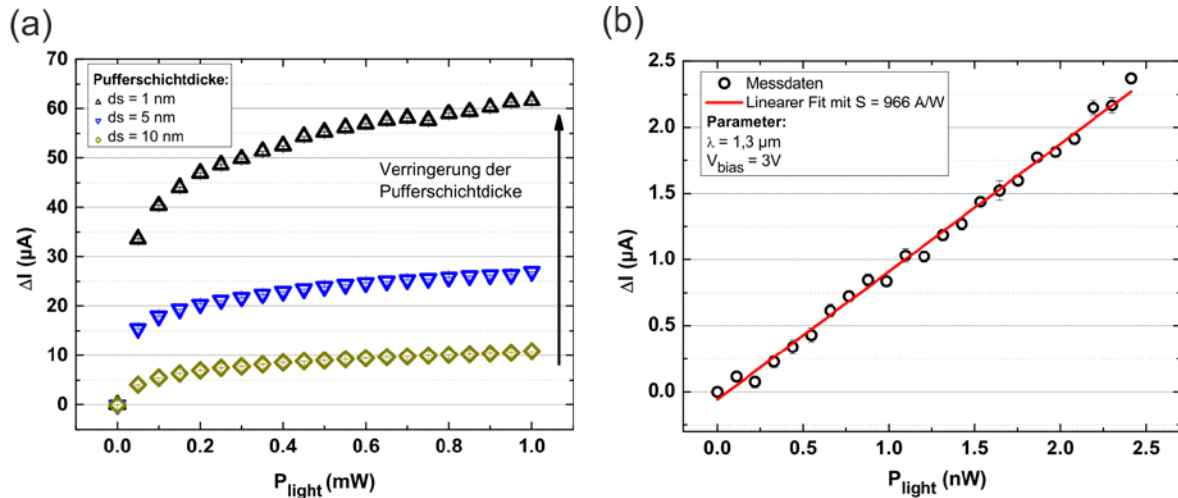 (a)
70
60
50
40
30
20
10
0
ΔI (µA)
Pufferschichtdicke:
ds = 1 nm
ds = 5 nm
ds = 10 nm
Verringerung der
Pufferschichtdicke
0.0 0.2 0.4 0.6 0.8 1.0
P_light (mW)
(b)
2.5
2.0
1.5
1.0
0.5
0.0
ΔI (µA)
Messdaten
Linearer Fit mit S = 966 A/W
Parameter:
λ = 1,3 µm
V_bias = 3V
0.0 0.5 1.0 1.5 2.0 2.5
P_light (nW)